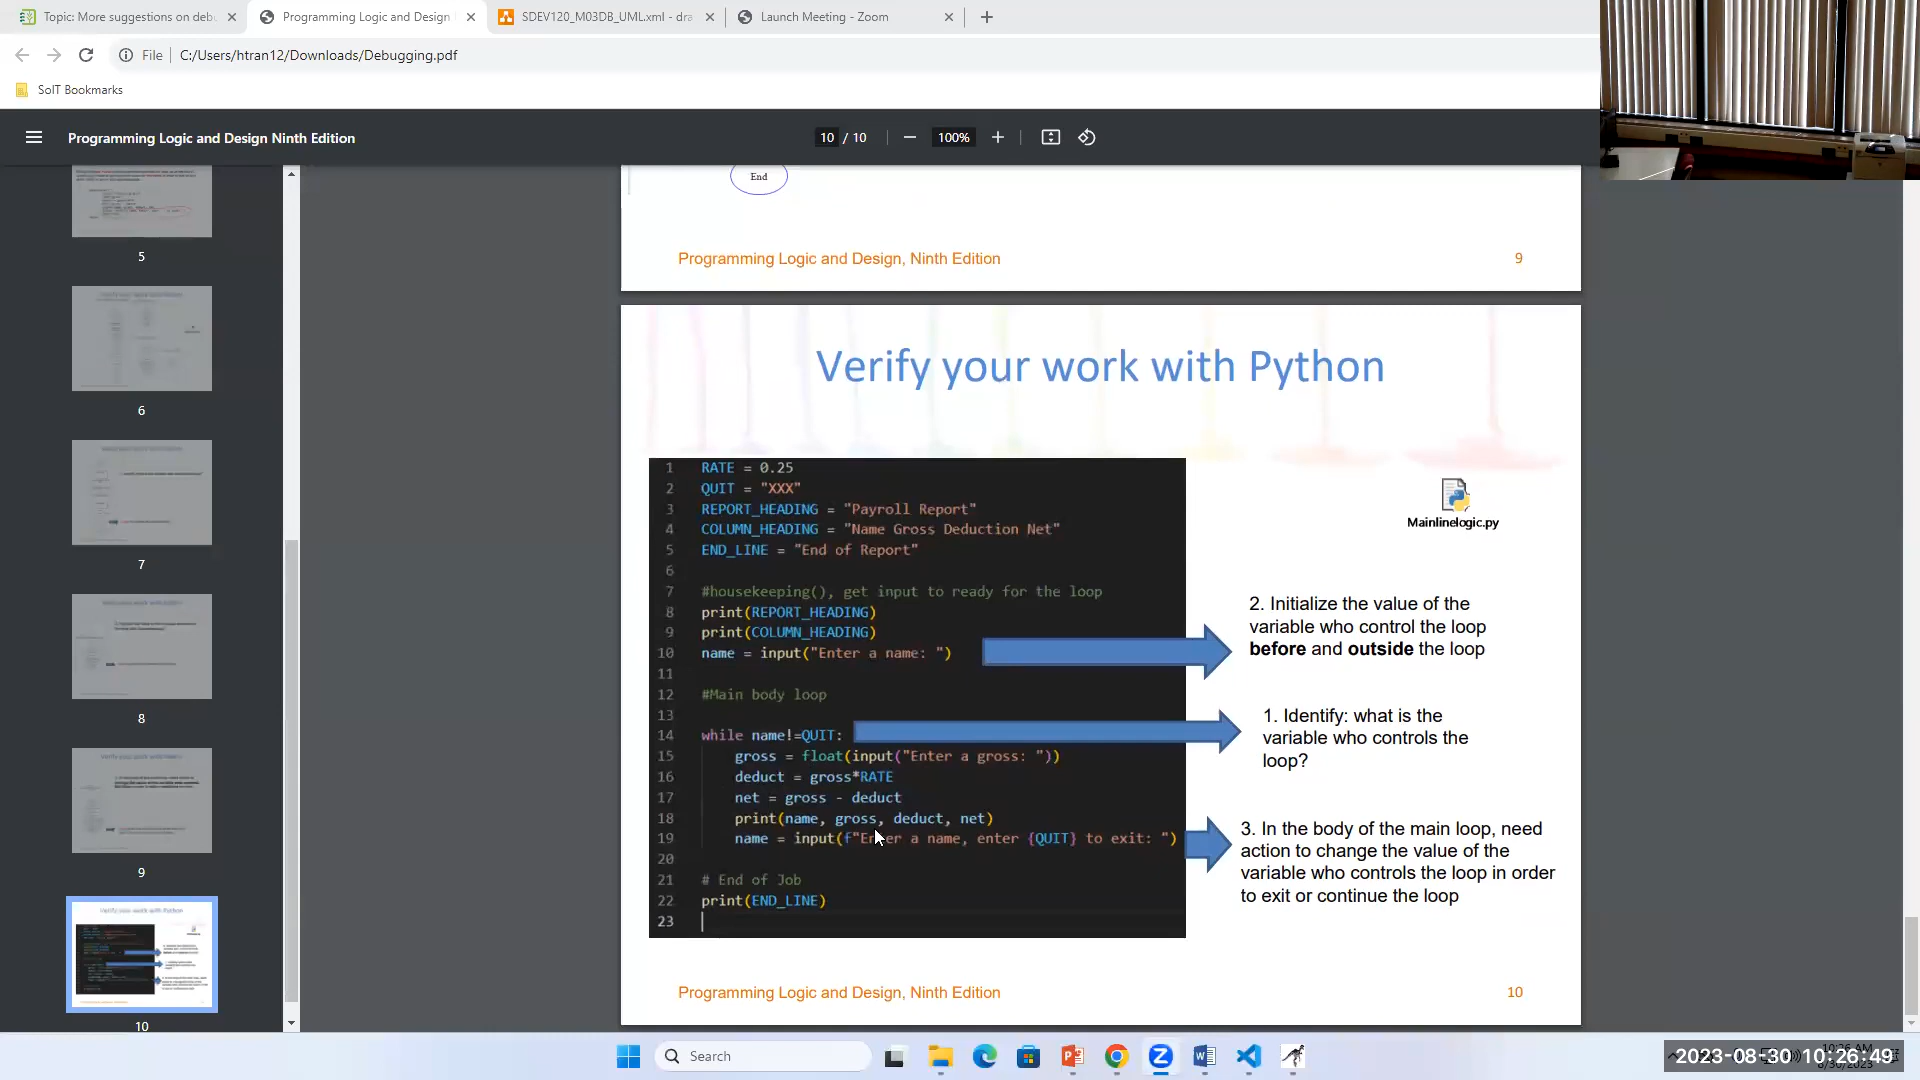 Topic: More suggestions on deb
Programming Logic and Design
SDEV120_M03DB_UML.xml - dra
Launch Meeting - Zoom
File
C:/Users/htran12/Downloads/Debugging.pdf
SoIT Bookmarks
Programming Logic and Design Ninth Edition
10 / 10
100%
5
6
7
8
9
10
End
Programming Logic and Design, Ninth Edition
9
Verify your work with Python
1 RATE = 0.25
2 QUIT = "XXX"
3 REPORT_HEADING = "Payroll Report"
4 COLUMN_HEADING = "Name Gross Deduction Net"
5 END_LINE = "End of Report"
6
7 #housekeeping(), get input to ready for the loop
8 print(REPORT_HEADING)
9 print(COLUMN_HEADING)
10 name = input("Enter a name: ")
11
12 #Main body loop
13
14 while name!=QUIT:
15 gross = float(input("Enter a gross: "))
16 deduct = gross*RATE
17 net = gross - deduct
18 print(name, gross, deduct, net)
19 name = input(f"Enter a name, enter {QUIT} to exit: ")
20
21 # End of Job
22 print(END_LINE)
23
Mainlinelogic.py
2. Initialize the value of the
variable who control the loop
before and outside the loop
1. Identify: what is the
variable who controls the
loop?
3. In the body of the main loop, need
action to change the value of the
variable who controls the loop in order
to exit or continue the loop
Programming Logic and Design, Ninth Edition
10
Search
2023-08-30 10:26:49